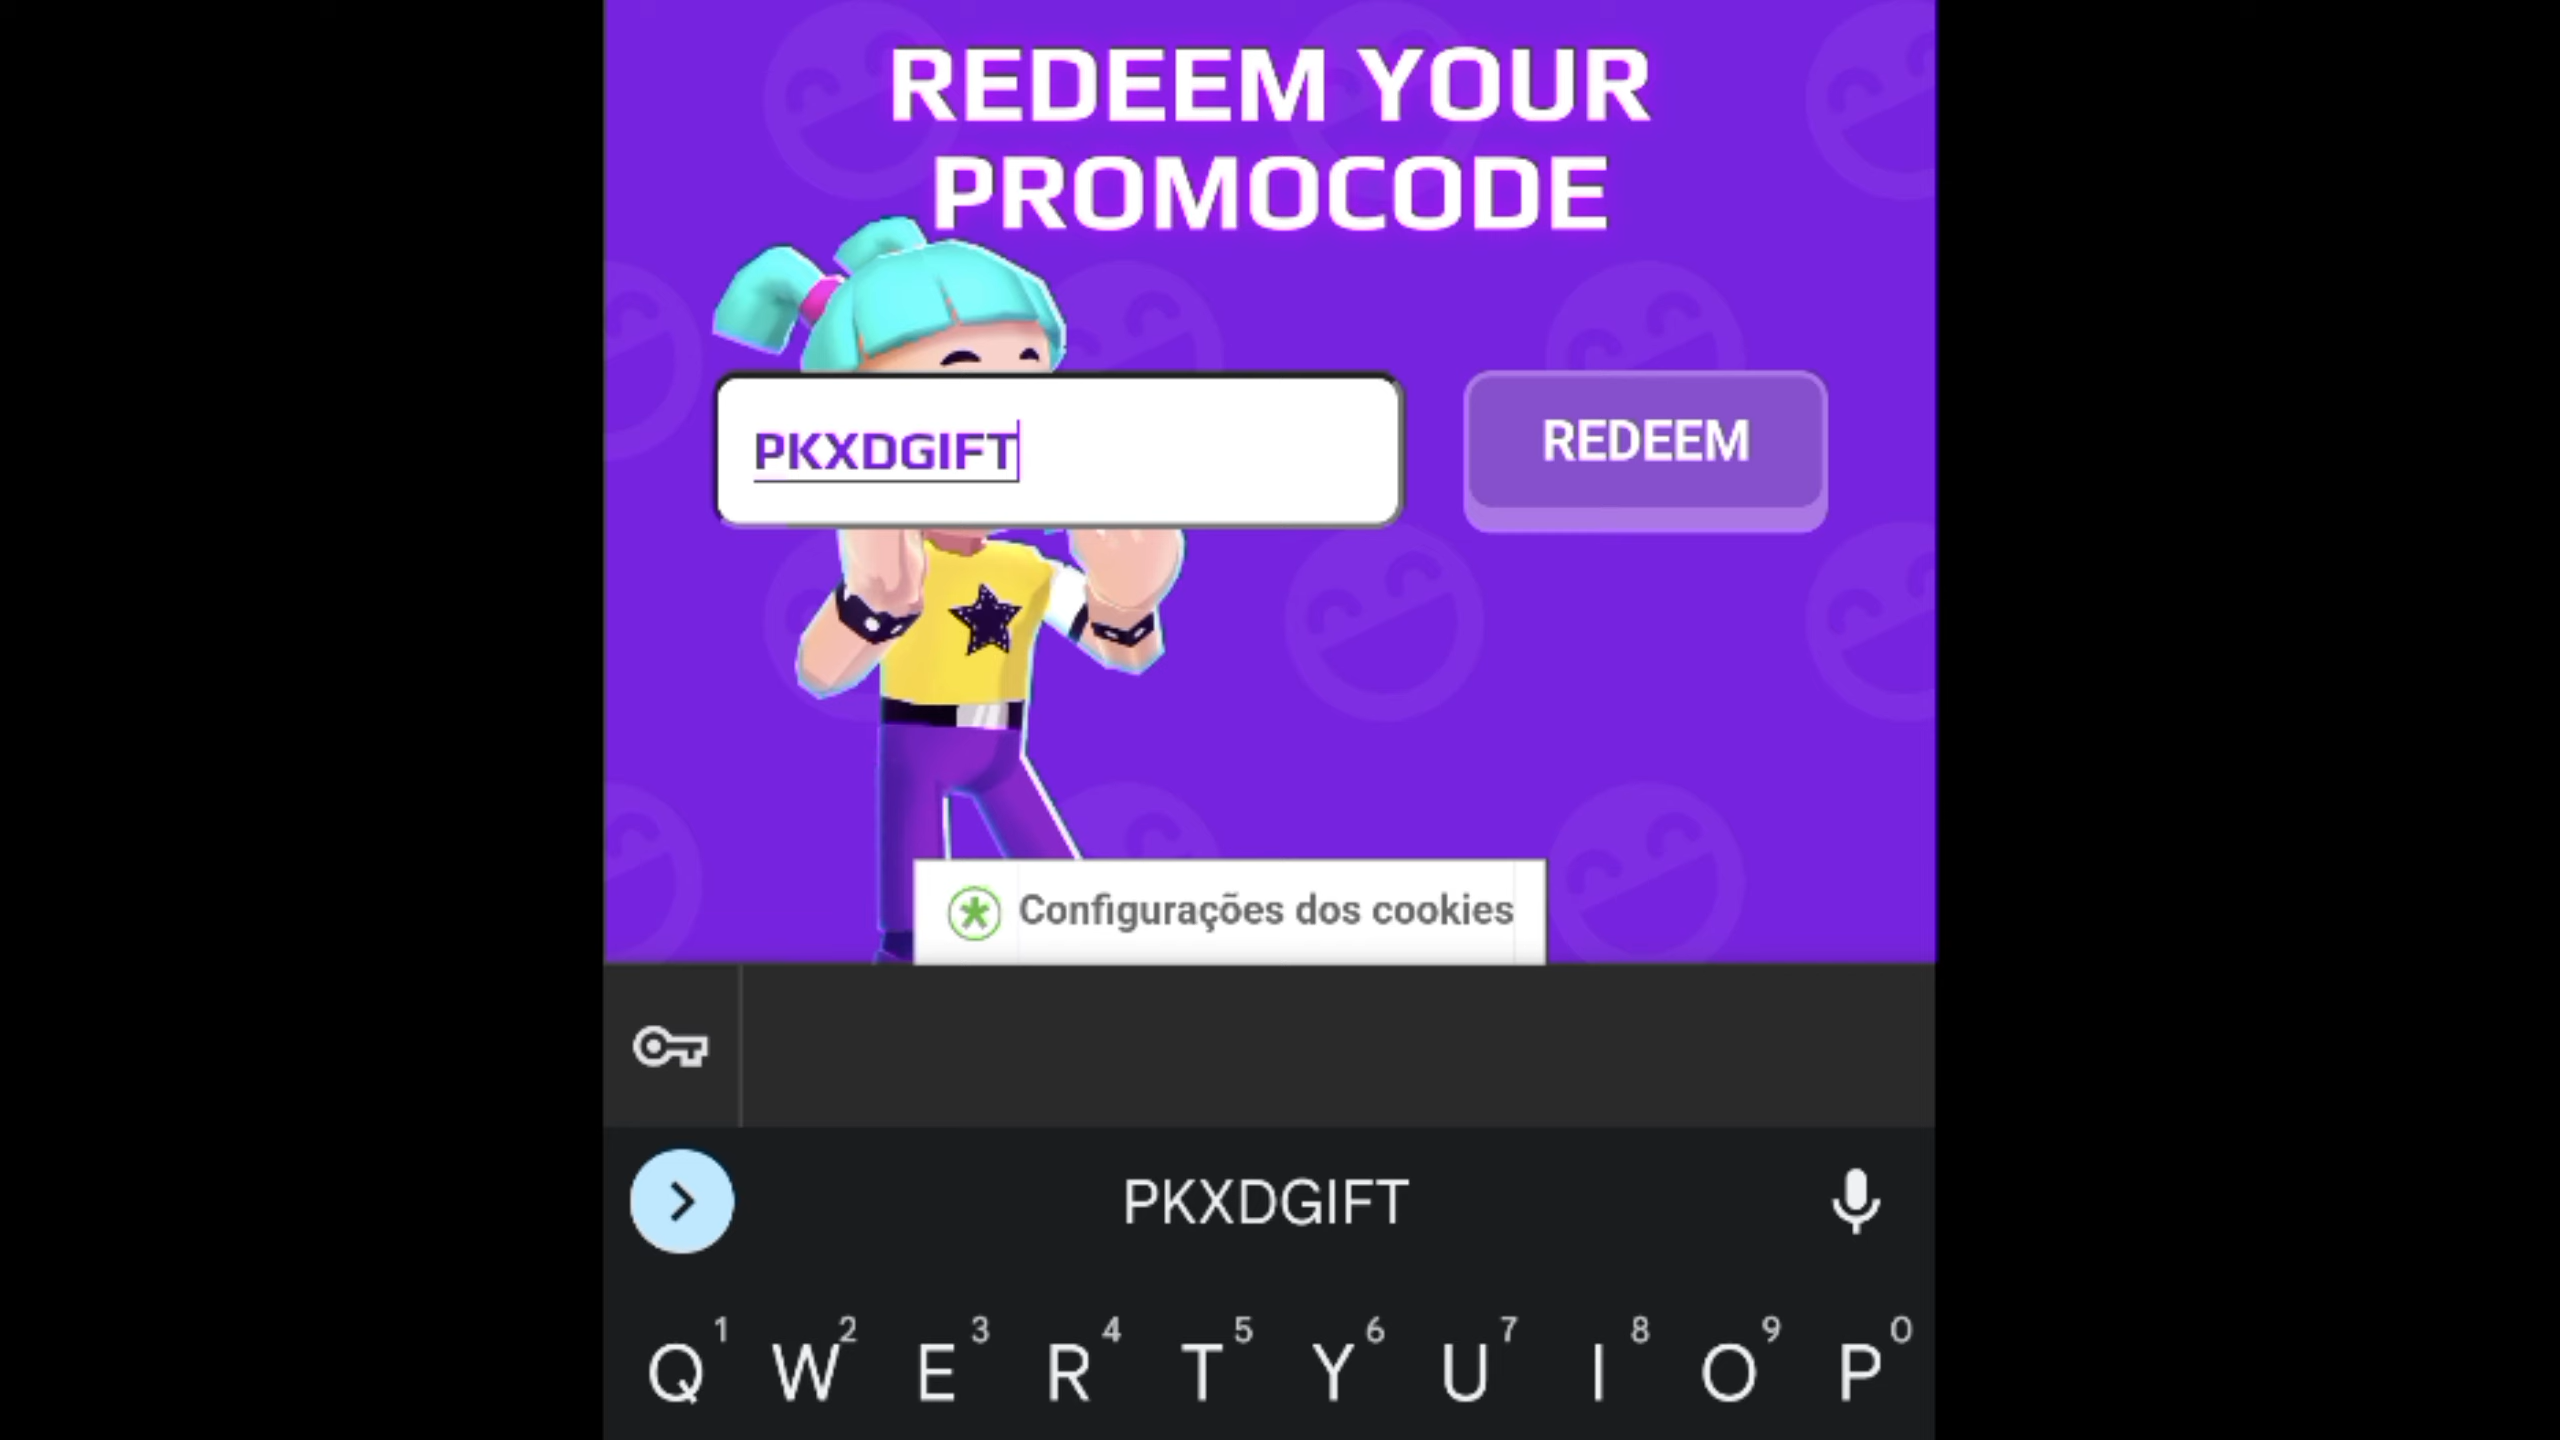 REDEEM YOUR
PROMOCODE
PKXDGIFT
REDEEM
Configurações dos cookies
PKXDGIFT
1 2 3 4 5 6 7 8 9 0
Q W E R T Y U I O P